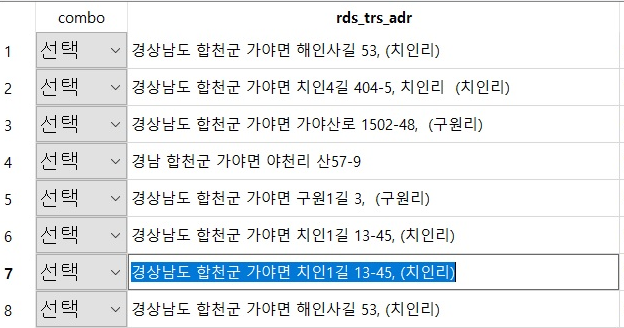 combo rds_trs_adr
1 선택 경상남도 합천군 가야면 해인사길 53, (치인리)
2 선택 경상남도 합천군 가야면 치인4길 404-5, 치인리  (치인리)
3 선택 경상남도 합천군 가야면 가야산로 1502-48,  (구원리)
4 선택 경남 합천군 가야면 야천리 산57-9
5 선택 경상남도 합천군 가야면 구원1길 3,  (구원리)
6 선택 경상남도 합천군 가야면 치인1길 13-45, (치인리)
7 선택 경상남도 합천군 가야면 치인1길 13-45, (치인리)
8 선택 경상남도 합천군 가야면 해인사길 53, (치인리)